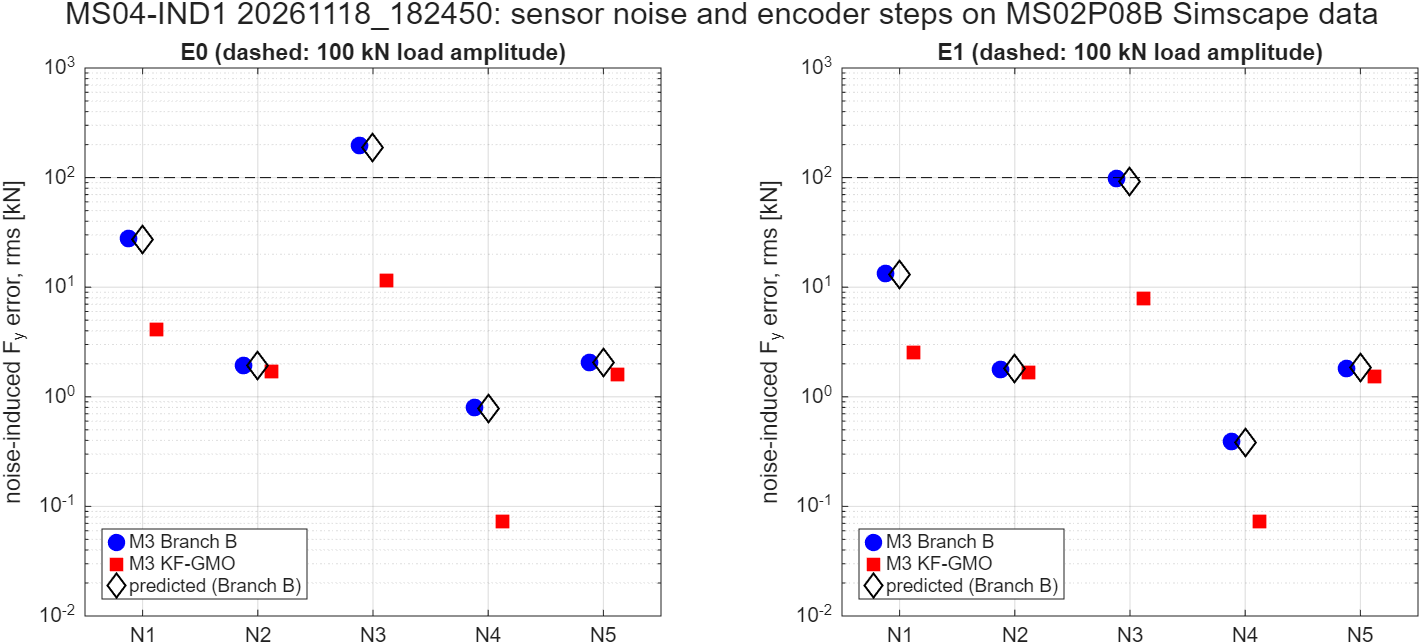 MS04-IND1 20261118_182450: sensor noise and encoder steps on MS02P08B Simscape data
E0 (dashed: 100 kN load amplitude)
noise-induced Fy error, rms [kN]
10^3
10^2
10^1
10^0
10^-1
10^-2
N1 N2 N3 N4 N5
M3 Branch B
M3 KF-GMO
predicted (Branch B)
E1 (dashed: 100 kN load amplitude)
noise-induced Fy error, rms [kN]
10^3
10^2
10^1
10^0
10^-1
10^-2
N1 N2 N3 N4 N5
M3 Branch B
M3 KF-GMO
predicted (Branch B)